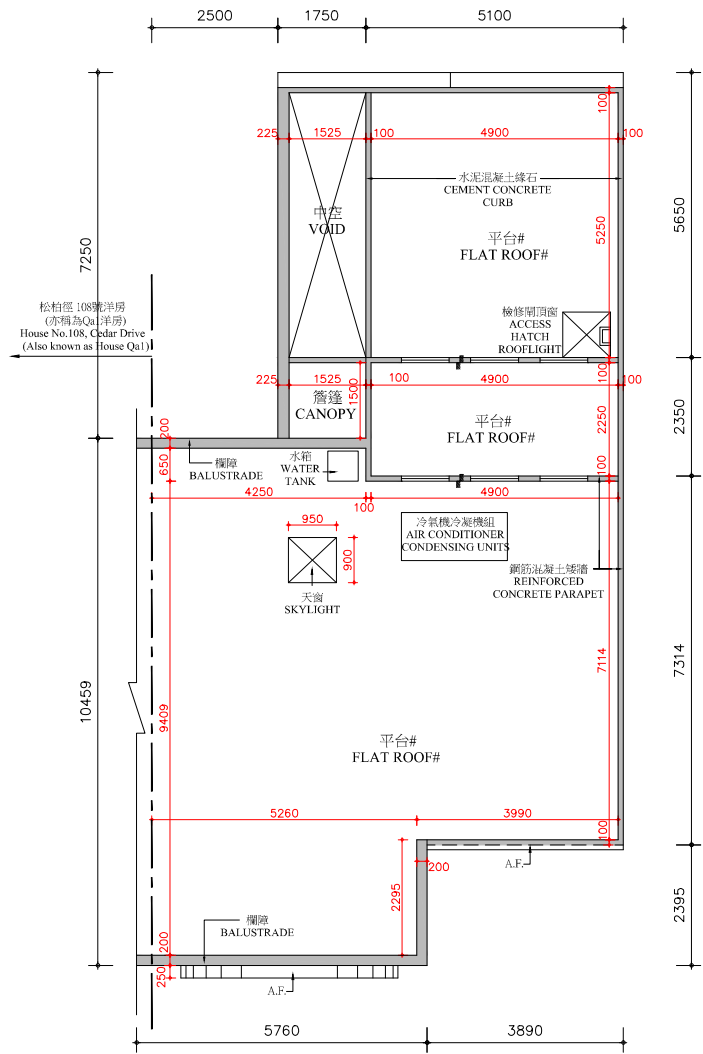 2500
1750
5100
100
225
1525
100
4900
100
水泥混凝土緣石
CEMENT CONCRETE
CURB
中空
VOID
平台#
FLAT ROOF#
5250
5650
7250
松柏徑 108號洋房
(亦稱為Qa1洋房)
House No.108, Cedar Drive
(Also known as House Qa1)
檢修閘頂窗
ACCESS
HATCH
ROOFLIGHT
225
1525
100
4900
100
100
1500
簷篷
CANOPY
平台#
FLAT ROOF#
2250
2350
200
650
欄障
BALUSTRADE
水箱
WATER
TANK
100
4250
100
4900
950
900
冷氣機冷凝機組
AIR CONDITIONER
CONDENSING UNITS
天窗
SKYLIGHT
鋼筋混凝土矮牆
REINFORCED
CONCRETE PARAPET
10459
9409
7114
7314
平台#
FLAT ROOF#
5260
3990
100
A.F.
200
2295
2395
欄障
BALUSTRADE
200
250
A.F.
5760
3890